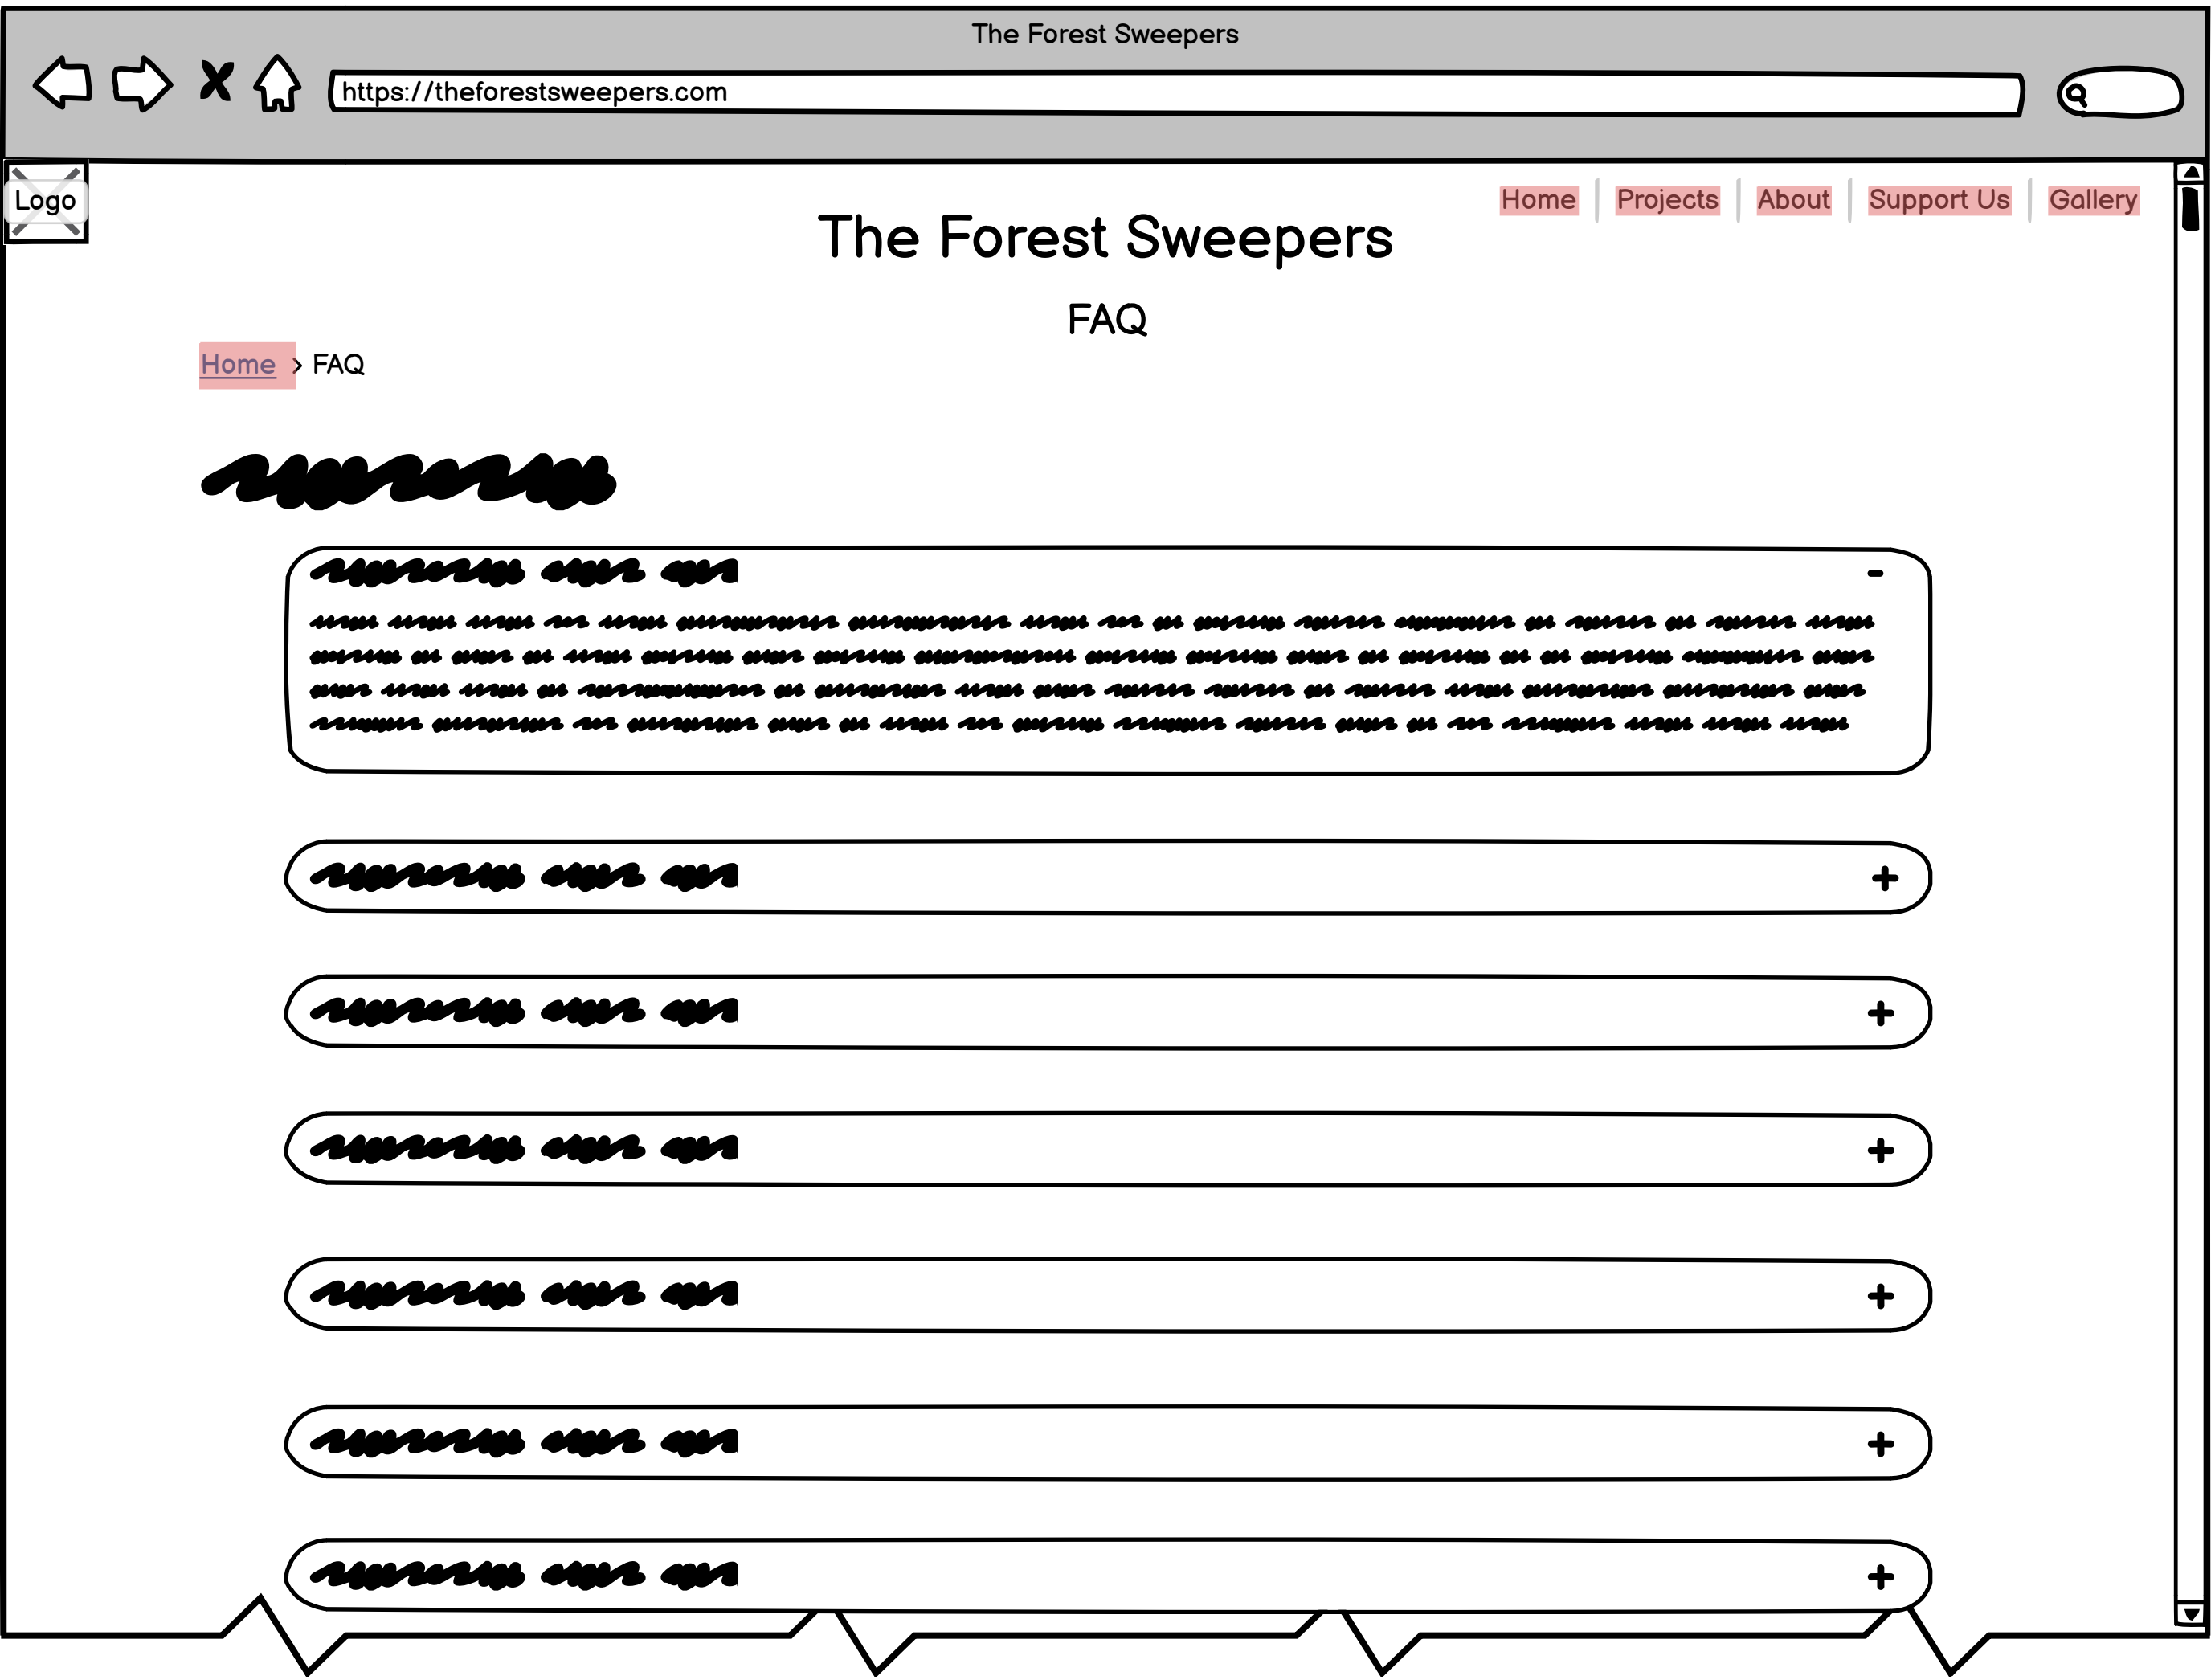 The Forest Sweepers
https://theforestsweepers.com
Logo
Home Projects About Support Us Gallery
The Forest Sweepers
FAQ
Home > FAQ
-
+
+
+
+
+
+